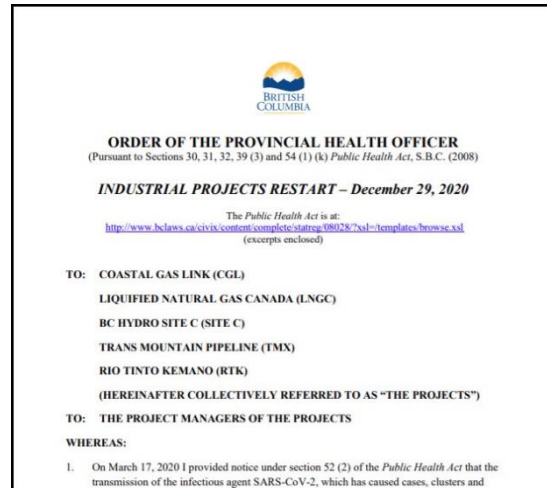 BRITISH
COLUMBIA
ORDER OF THE PROVINCIAL HEALTH OFFICER
(Pursuant to Sections 30, 31, 32, 39 (3) and 54 (1) (k) Public Health Act, S.B.C. (2008)
INDUSTRIAL PROJECTS RESTART – December 29, 2020
The Public Health Act is at:
http://www.bclaws.ca/civix/content/complete/statreg/08028/?xsl=/templates/browse.xsl
(excerpts enclosed)
TO: COASTAL GAS LINK (CGL)
LIQUIFIED NATURAL GAS CANADA (LNGC)
BC HYDRO SITE C (SITE C)
TRANS MOUNTAIN PIPELINE (TMX)
RIO TINTO KEMANO (RTK)
(HEREINAFTER COLLECTIVELY REFERRED TO AS “THE PROJECTS”)
TO: THE PROJECT MANAGERS OF THE PROJECTS
WHEREAS:
1. On March 17, 2020 I provided notice under section 52 (2) of the Public Health Act that the
transmission of the infectious agent SARS-CoV-2, which has caused cases, clusters and